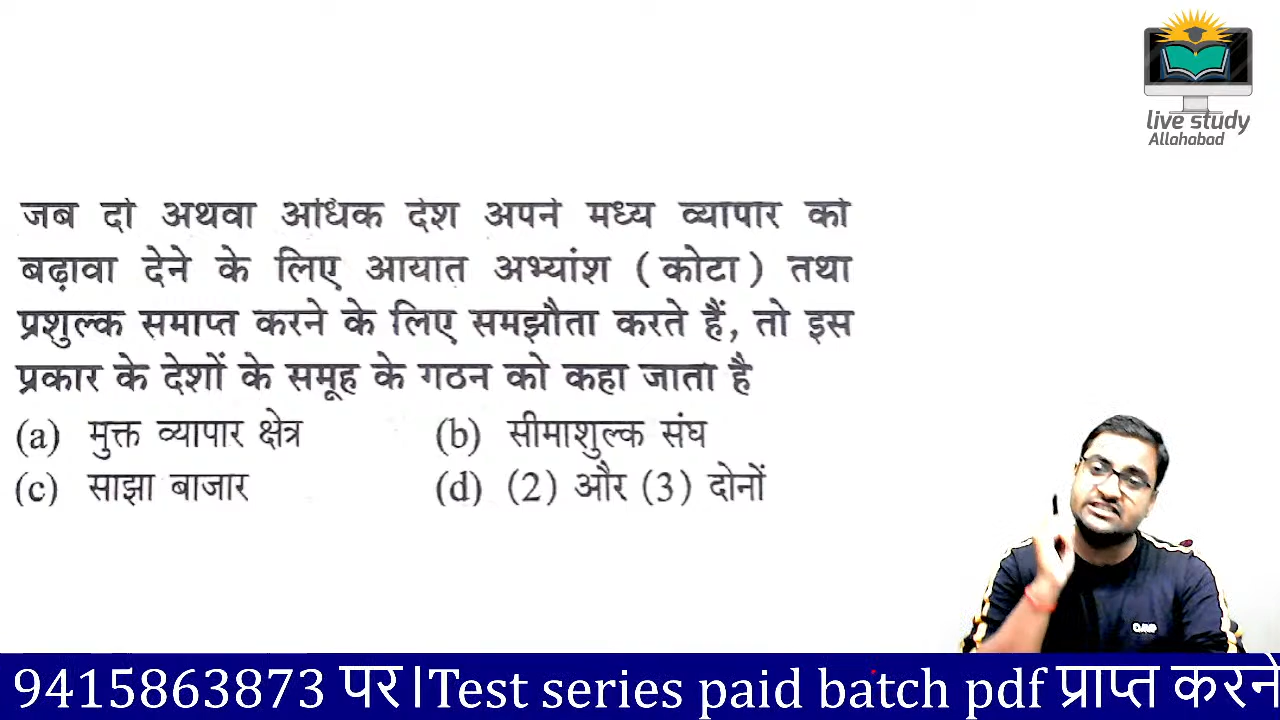 live study
Allahabad
जब दो अथवा अधिक देश अपने मध्य व्यापार को
बढ़ावा देने के लिए आयात अभ्यांश (कोटा) तथा
प्रशुल्क समाप्त करने के लिए समझौता करते हैं, तो इस
प्रकार के देशों के समूह के गठन को कहा जाता है
(a) मुक्त व्यापार क्षेत्र (b) सीमाशुल्क संघ
(c) साझा बाजार (d) (2) और (3) दोनों
9415863873 पर।Test series paid batch pdf प्राप्त करने